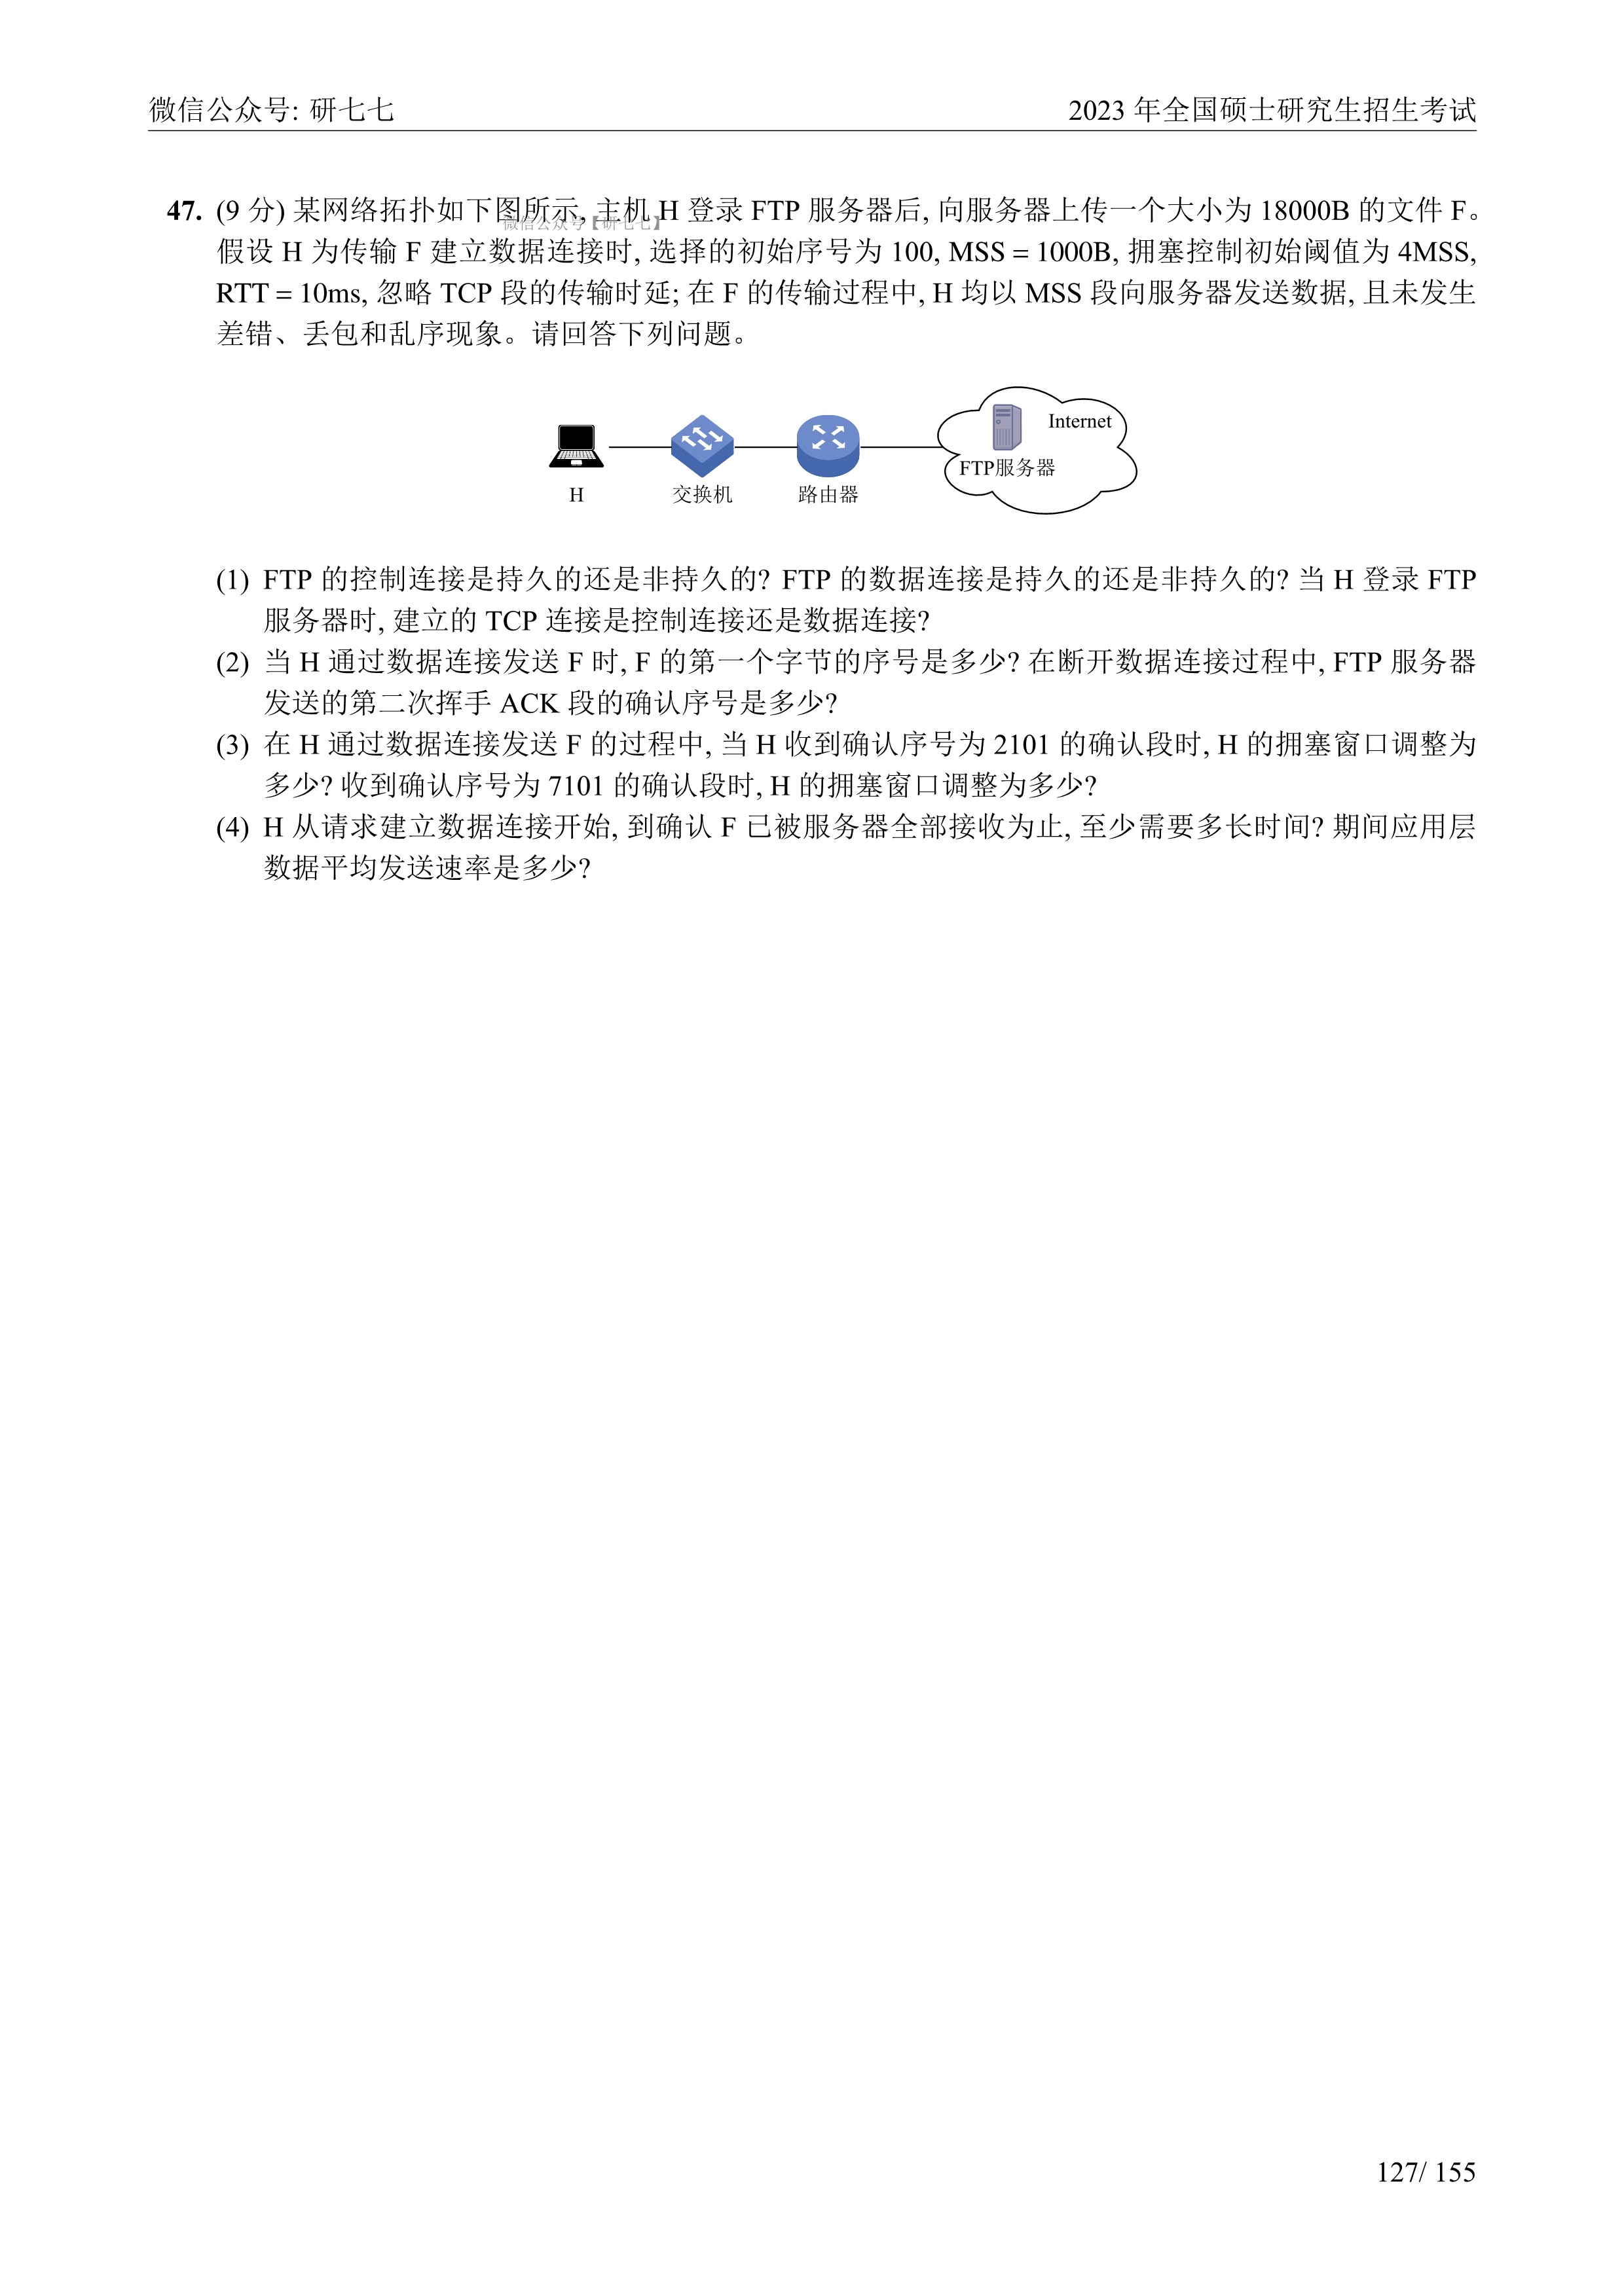 微信公众号: 研七七
2023 年全国硕士研究生招生考试
47. (9 分) 某网络拓扑如下图所示, 主机 H 登录 FTP 服务器后, 向服务器上传一个大小为 18000B 的文件 F。
微信公众号【研七七】
假设 H 为传输 F 建立数据连接时, 选择的初始序号为 100, MSS = 1000B, 拥塞控制初始阈值为 4MSS,
RTT = 10ms, 忽略 TCP 段的传输时延; 在 F 的传输过程中, H 均以 MSS 段向服务器发送数据, 且未发生
差错、丢包和乱序现象。请回答下列问题。
Internet
FTP服务器
H
交换机
路由器
(1) FTP 的控制连接是持久的还是非持久的? FTP 的数据连接是持久的还是非持久的? 当 H 登录 FTP
服务器时, 建立的 TCP 连接是控制连接还是数据连接?
(2) 当 H 通过数据连接发送 F 时, F 的第一个字节的序号是多少? 在断开数据连接过程中, FTP 服务器
发送的第二次挥手 ACK 段的确认序号是多少?
(3) 在 H 通过数据连接发送 F 的过程中, 当 H 收到确认序号为 2101 的确认段时, H 的拥塞窗口调整为
多少? 收到确认序号为 7101 的确认段时, H 的拥塞窗口调整为多少?
(4) H 从请求建立数据连接开始, 到确认 F 已被服务器全部接收为止, 至少需要多长时间? 期间应用层
数据平均发送速率是多少?
127/ 155